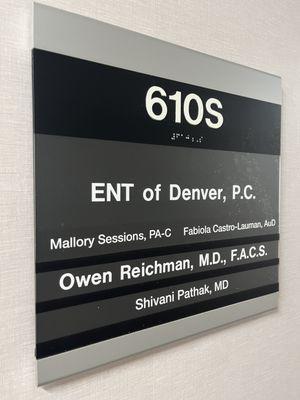 610S
ENT of Denver, P.C.
Mallory Sessions, PA-C Fabiola Castro-Lauman, AuD
Owen Reichman, M.D., F.A.C.S.
Shivani Pathak, MD